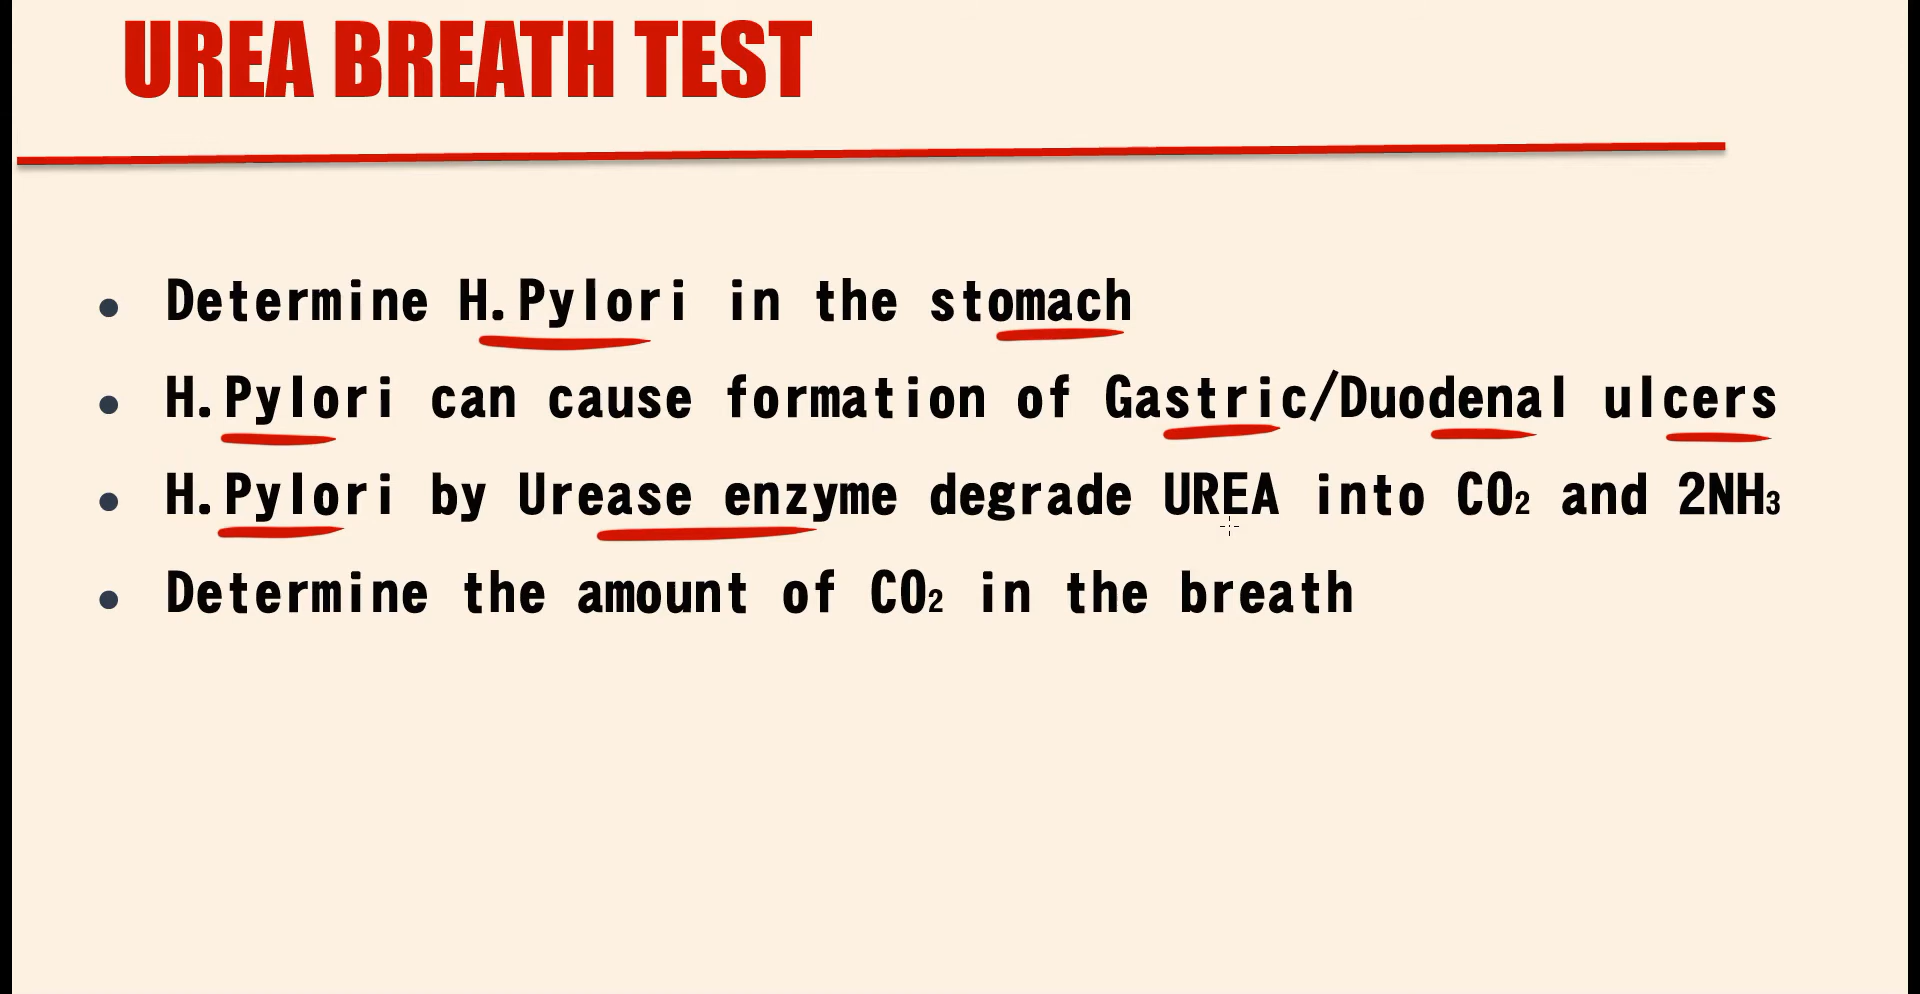 UREA BREATH TEST
• Determine H.Pylori in the stomach
• H.Pylori can cause formation of Gastric/Duodenal ulcers
• H.Pylori by Urease enzyme degrade UREA into CO₂ and 2NH₃
• Determine the amount of CO₂ in the breath